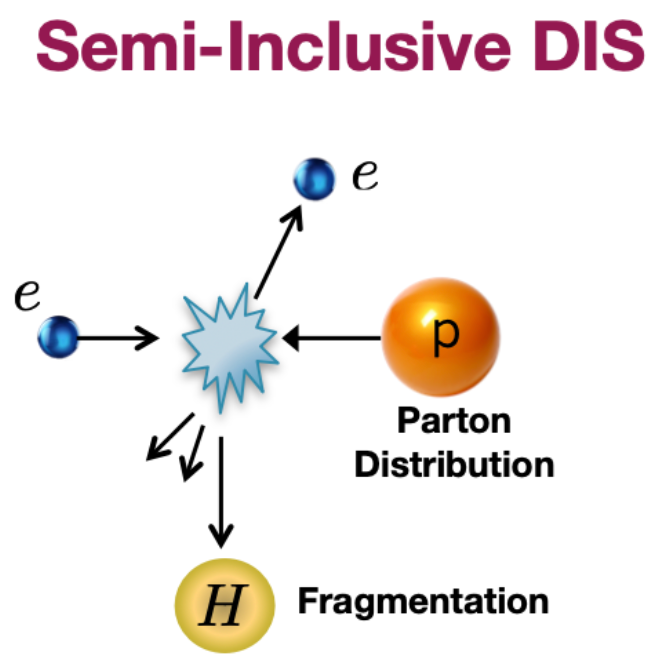 Semi-Inclusive DIS
e
e
p
Parton
Distribution
H
Fragmentation